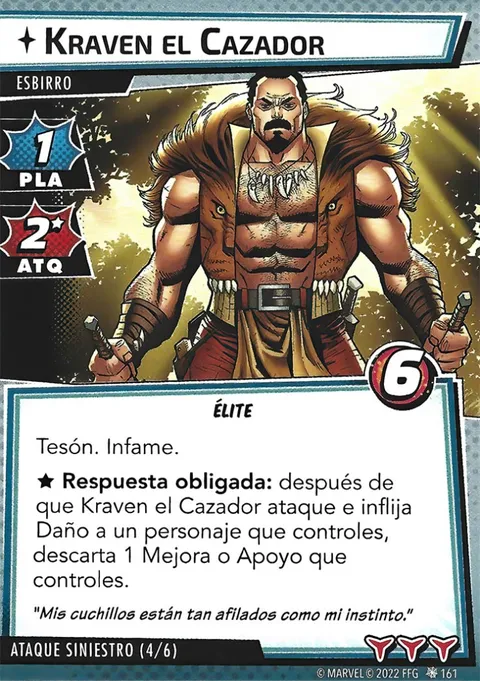 KRAVEN EL CAZADOR
ESBIRRO
1
PLA
2★
ATQ
6
ÉLITE
Tesón. Infame.
★ Respuesta obligada: después de
que Kraven el Cazador ataque e inflija
Daño a un personaje que controles,
descarta 1 Mejora o Apoyo que
controles.
"Mis cuchillos están tan afilados como mi instinto."
ATAQUE SINIESTRO (4/6)
© MARVEL © 2022 FFG 161